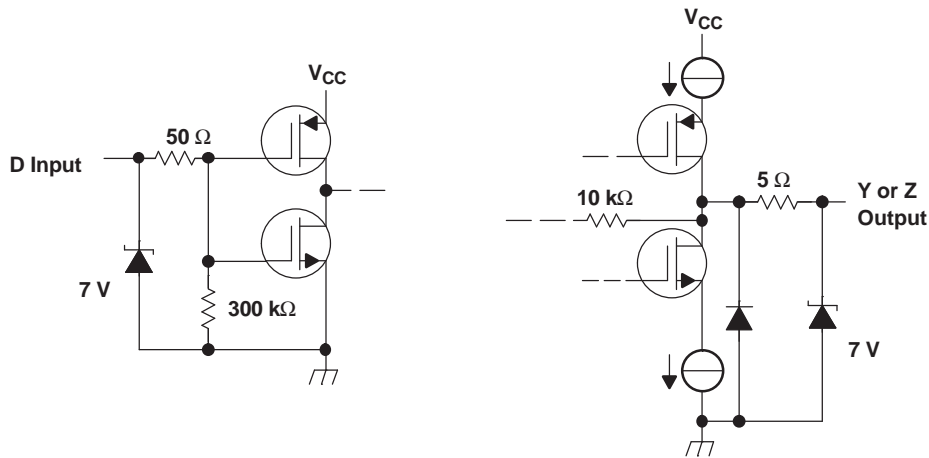 VCC
50 Ω
D Input
7 V
300 kΩ
VCC
10 kΩ
5 Ω
Y or Z
Output
7 V